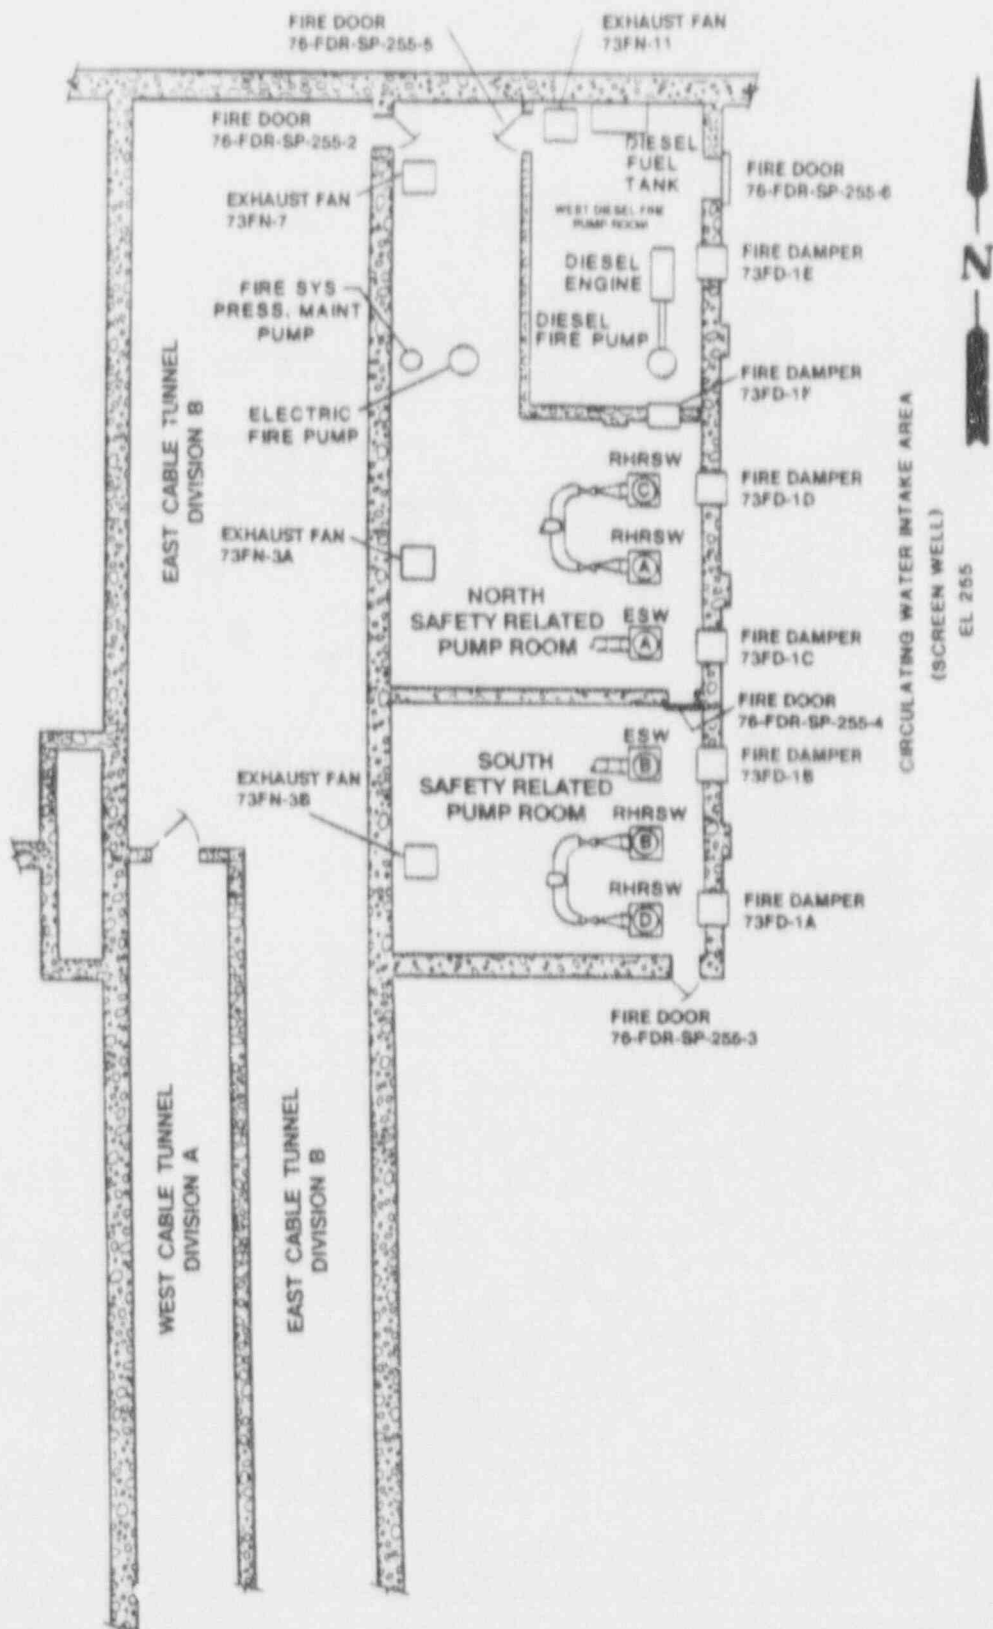 FIRE DOOR
76-FDR-SP-255-5
EXHAUST FAN
73FN-11
FIRE DOOR
76-FDR-SP-255-2
DIESEL
FUEL
TANK
FIRE DOOR
76-FDR-SP-255-6
EXHAUST FAN
73FN-7
WEST DIESEL FIRE
PUMP ROOM
FIRE DAMPER
73FD-1E
N
DIESEL
ENGINE
FIRE SYS
PRESS. MAINT
PUMP
DIESEL
FIRE PUMP
FIRE DAMPER
73FD-1F
ELECTRIC
FIRE PUMP
EAST CABLE TUNNEL
DIVISION B
RHRSW
C
FIRE DAMPER
73FD-1D
CIRCULATING WATER INTAKE AREA
(SCREEN WELL)
EL 255
EXHAUST FAN
73FN-3A
RHRSW
A
NORTH
SAFETY RELATED
PUMP ROOM
ESW
A
FIRE DAMPER
73FD-1C
FIRE DOOR
76-FDR-SP-255-4
ESW
B
FIRE DAMPER
73FD-1B
SOUTH
SAFETY RELATED
PUMP ROOM
EXHAUST FAN
73FN-3B
RHRSW
B
RHRSW
D
FIRE DAMPER
73FD-1A
FIRE DOOR
76-FDR-SP-255-3
WEST CABLE TUNNEL
DIVISION A
EAST CABLE TUNNEL
DIVISION B